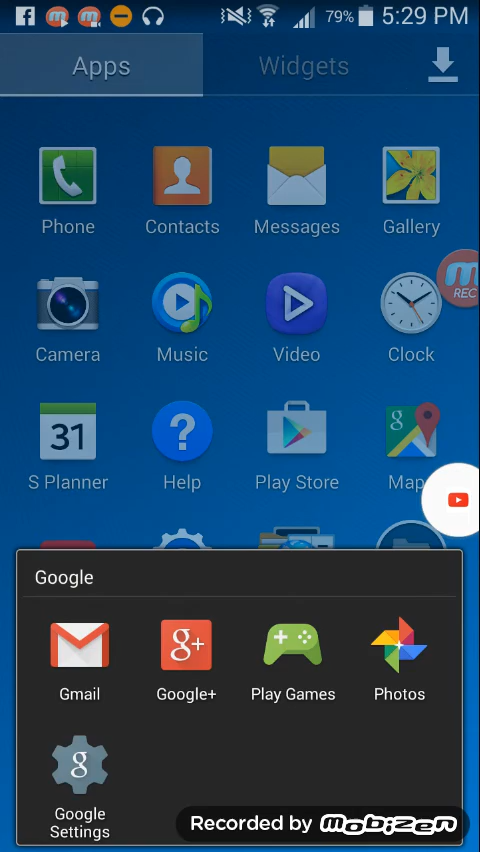 79% 5:29 PM
Apps Widgets
Phone Contacts Messages Gallery
REC
Camera Music Video Clock
31 ? g
S Planner Help Play Store Map
Google
g+
Gmail Google+ Play Games Photos
g
Google
Settings
Recorded by mobizen